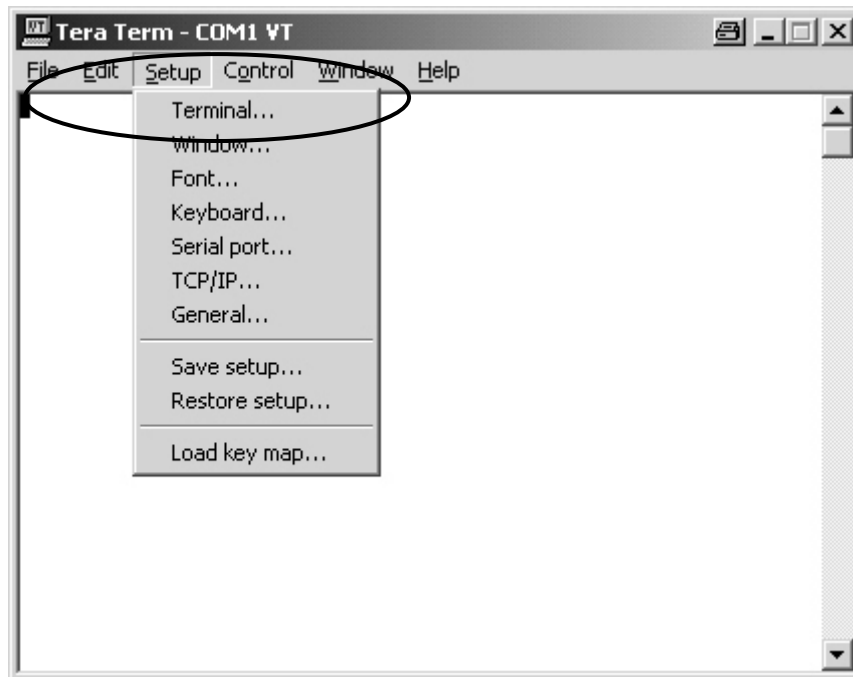 Tera Term - COM1 VT
File Edit Setup Control Window Help
Terminal...
Window...
Font...
Keyboard...
Serial port...
TCP/IP...
General...
Save setup...
Restore setup...
Load key map...